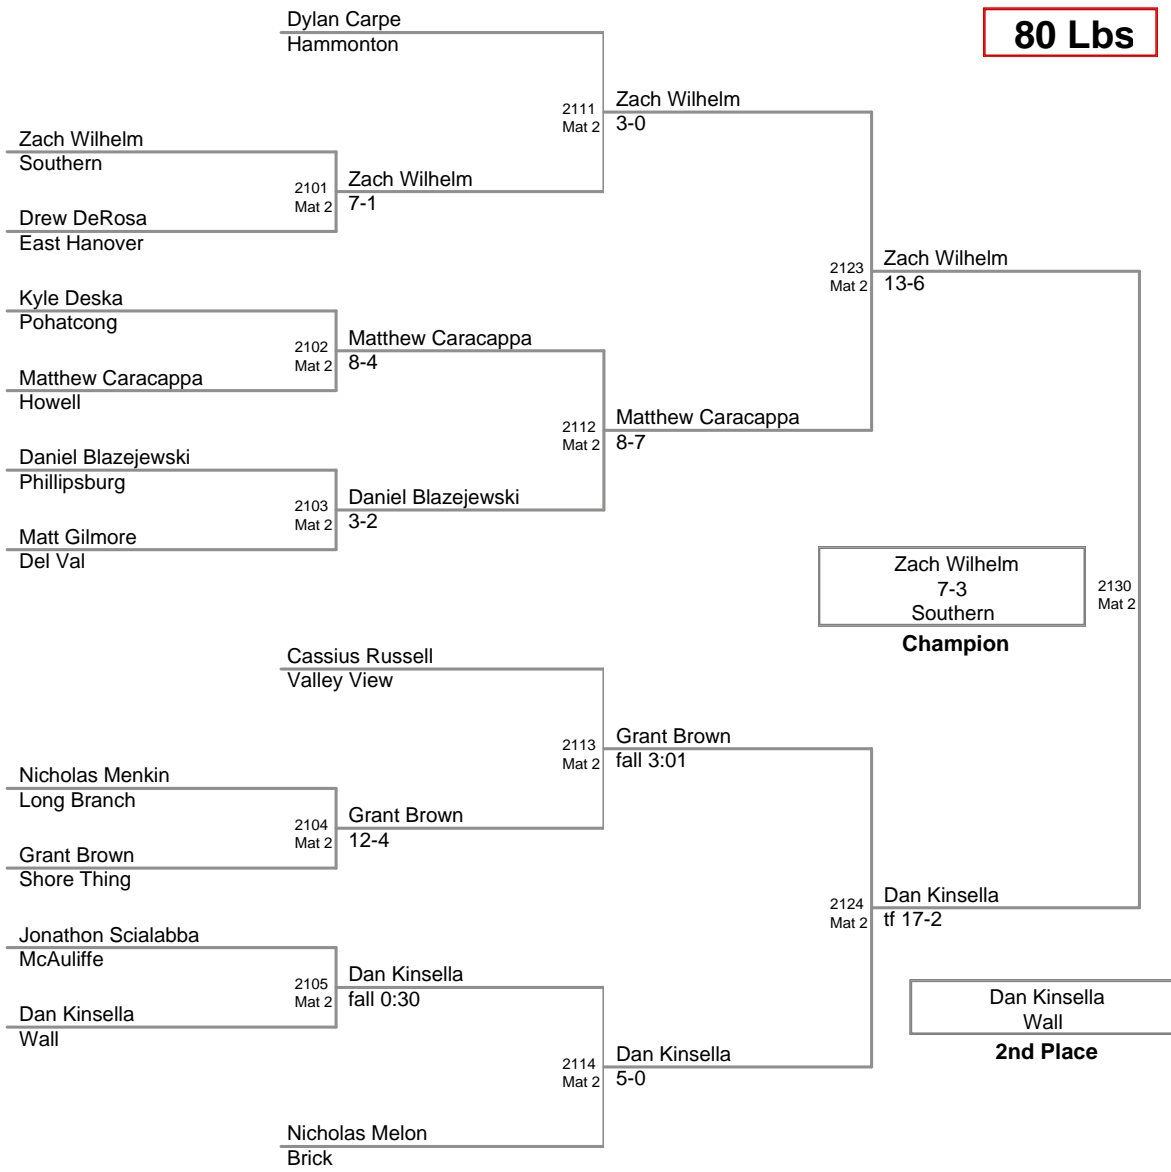 80 Lbs
Dylan Carpe
Hammonton
2111
Mat 2
Zach Wilhelm
3-0
Zach Wilhelm
Southern
2101
Mat 2
Zach Wilhelm
7-1
Drew DeRosa
East Hanover
2123
Mat 2
Zach Wilhelm
13-6
Kyle Deska
Pohatcong
2102
Mat 2
Matthew Caracappa
8-4
Matthew Caracappa
Howell
2112
Mat 2
Matthew Caracappa
8-7
Daniel Blazejewski
Phillipsburg
2103
Mat 2
Daniel Blazejewski
3-2
Matt Gilmore
Del Val
Zach Wilhelm
7-3
Southern
Champion
2130
Mat 2
Cassius Russell
Valley View
2113
Mat 2
Grant Brown
fall 3:01
Nicholas Menkin
Long Branch
2104
Mat 2
Grant Brown
12-4
Grant Brown
Shore Thing
2124
Mat 2
Dan Kinsella
tf 17-2
Jonathon Scialabba
McAuliffe
2105
Mat 2
Dan Kinsella
fall 0:30
Dan Kinsella
Wall
Dan Kinsella
Wall
2nd Place
2114
Mat 2
Dan Kinsella
5-0
Nicholas Melon
Brick